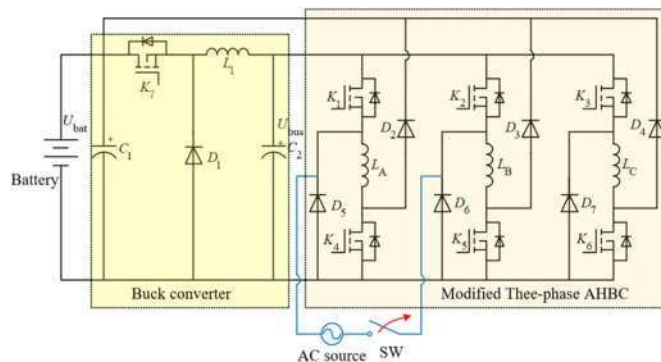 K7
L1
Ubat
Battery
C1
D1
Ubus
C2
K1
K2
K3
D2
D3
D4
LA
LB
LC
D5
D6
D7
K4
K5
K6
Buck converter
Modified Thee-phase AHBC
AC source
SW